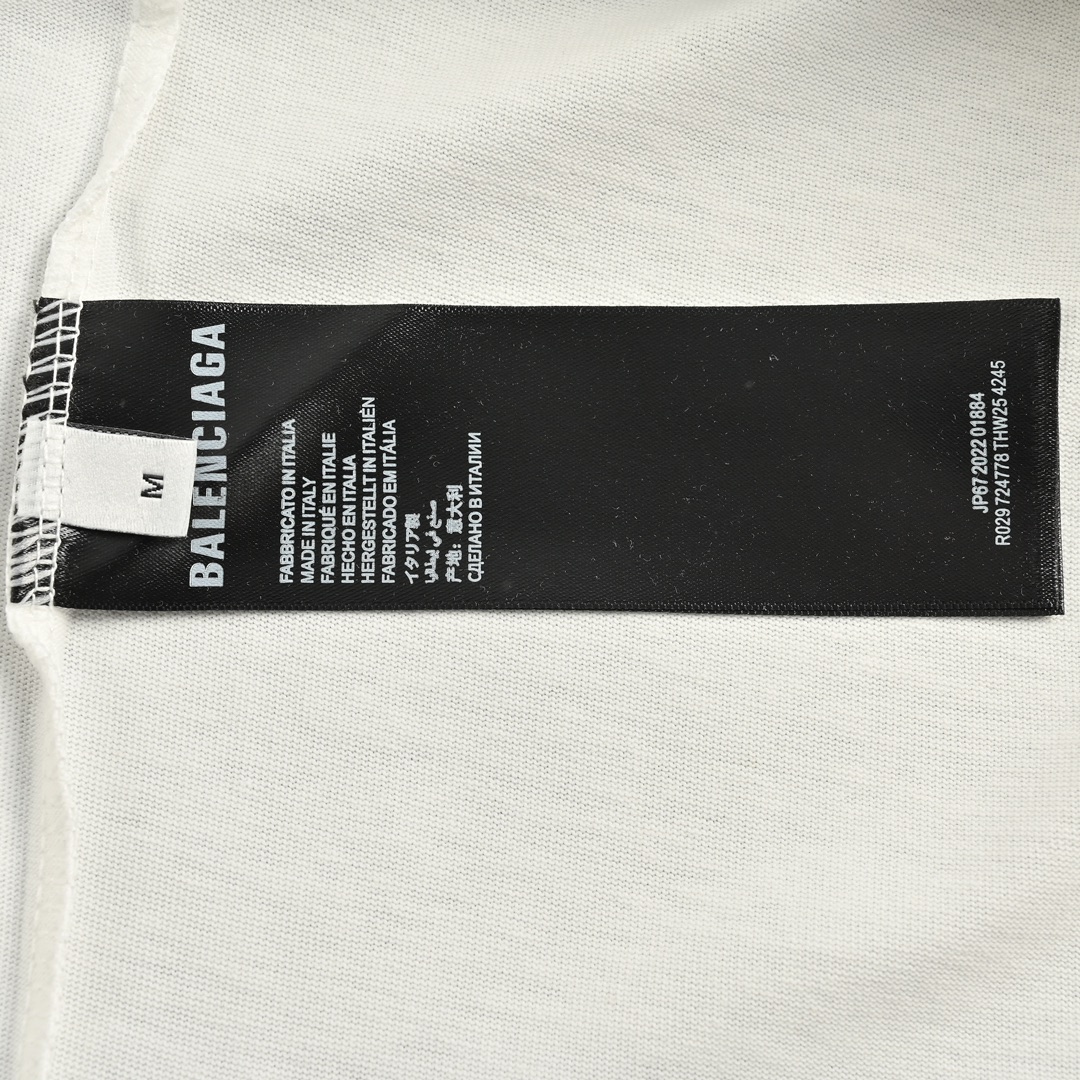 BALENCIAGA
M
FABBRICATO IN ITALIA
MADE IN ITALY
FABRIQUÉ EN ITALIE
HECHO EN ITALIA
HERGESTELLT IN ITALIÈN
FABRICADO EM ITÁLIA
イタリア製
صنع في إيطاليا
产地：意大利
СДЕЛАНО В ИТАЛИИ
JP67 2022 01884
R029 724778 THW25 4245